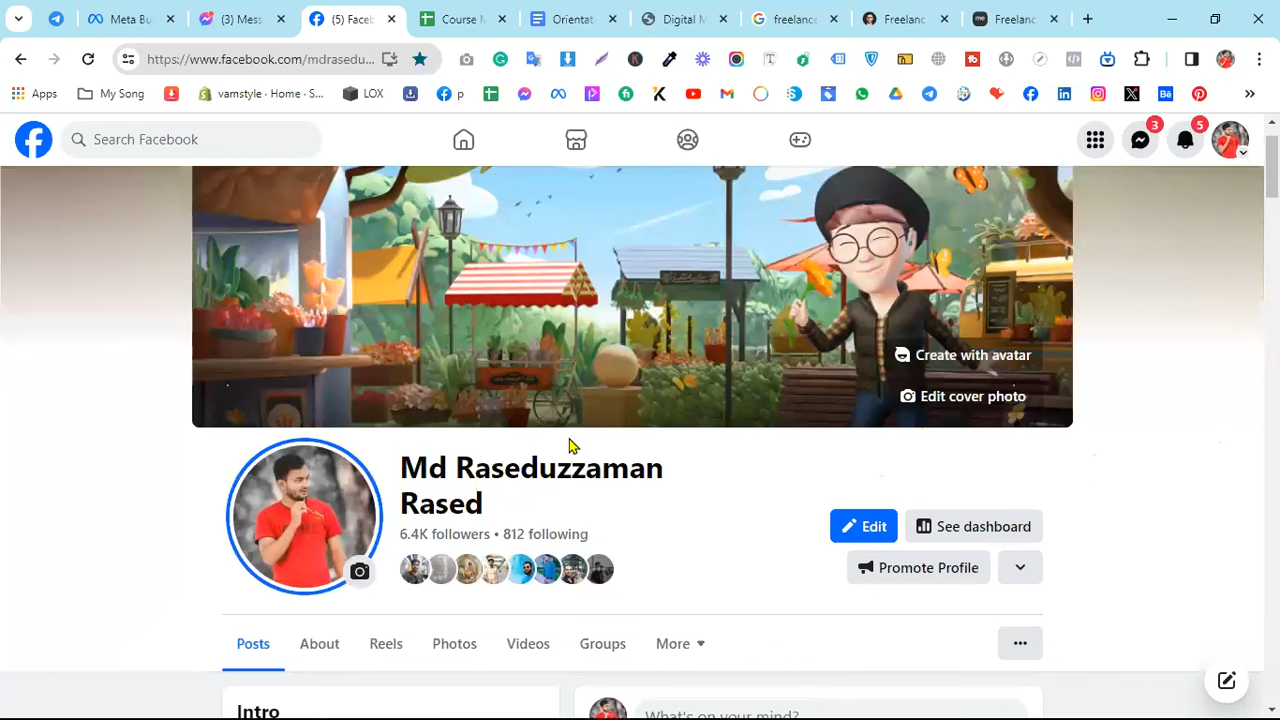 Meta Bu
(3) Mess
(5) Faceb
Course M
Orientat
Digital M
freelance
Freelanc
Freelanc
https://www.facebook.com/mdrasedu...
Apps
My Song
vamstyle · Home · S...
LOX
p
Search Facebook
3
5
Create with avatar
Edit cover photo
Md Raseduzzaman
Rased
6.4K followers • 812 following
Edit
See dashboard
Promote Profile
Posts
About
Reels
Photos
Videos
Groups
More
Intro
What's on your mind?